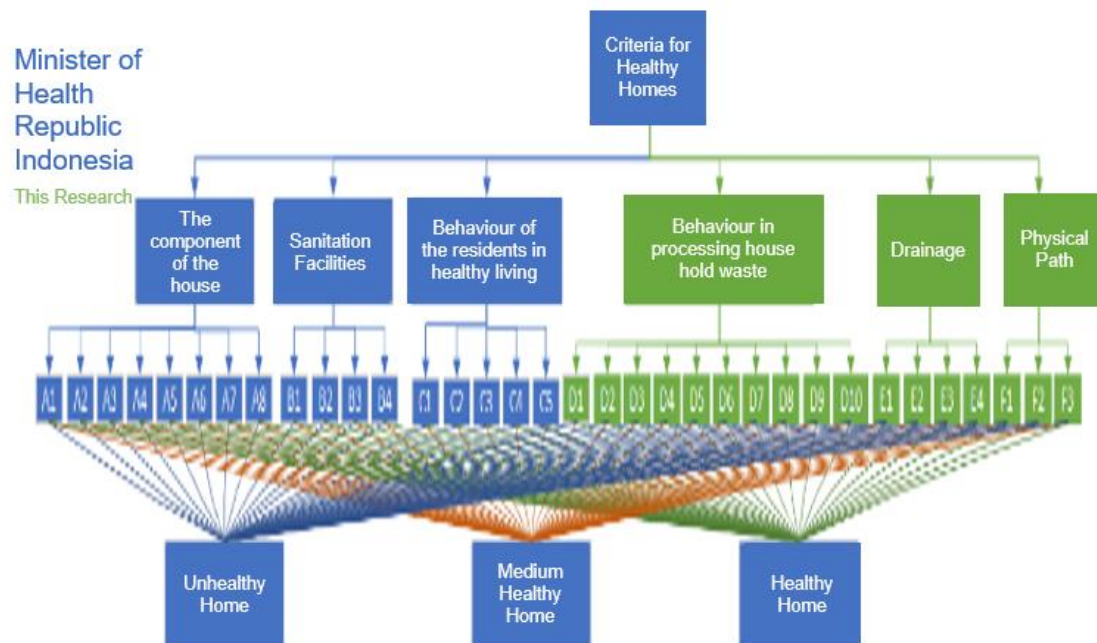 Minister of
Health
Republic
Indonesia
This Research
Criteria for
Healthy
Homes
The
component
of the
house
Sanitation
Facilities
Behaviour of
the residents in
healthy living
Behaviour in
processing house
hold waste
Drainage
Physical
Path
A1 A2 A3 A4 A5 A6 A7 A8 B1 B2 B3 B4 C1 C2 C3 C4 C5 D1 D2 D3 D4 D5 D6 D7 D8 D9 D10 E1 E2 E3 E4 F1 F2 F3
Unhealthy
Home
Medium
Healthy
Home
Healthy
Home